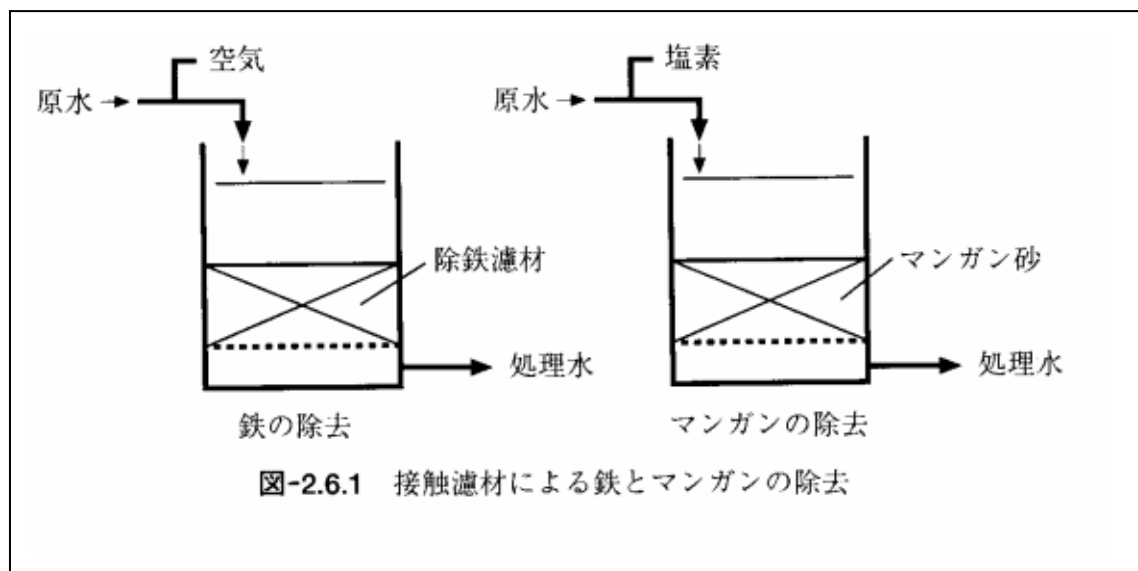 空気
原水
除鉄濾材
処理水
鉄の除去
塩素
原水
マンガン砂
処理水
マンガンの除去
図-2.6.1 接触濾材による鉄とマンガンの除去